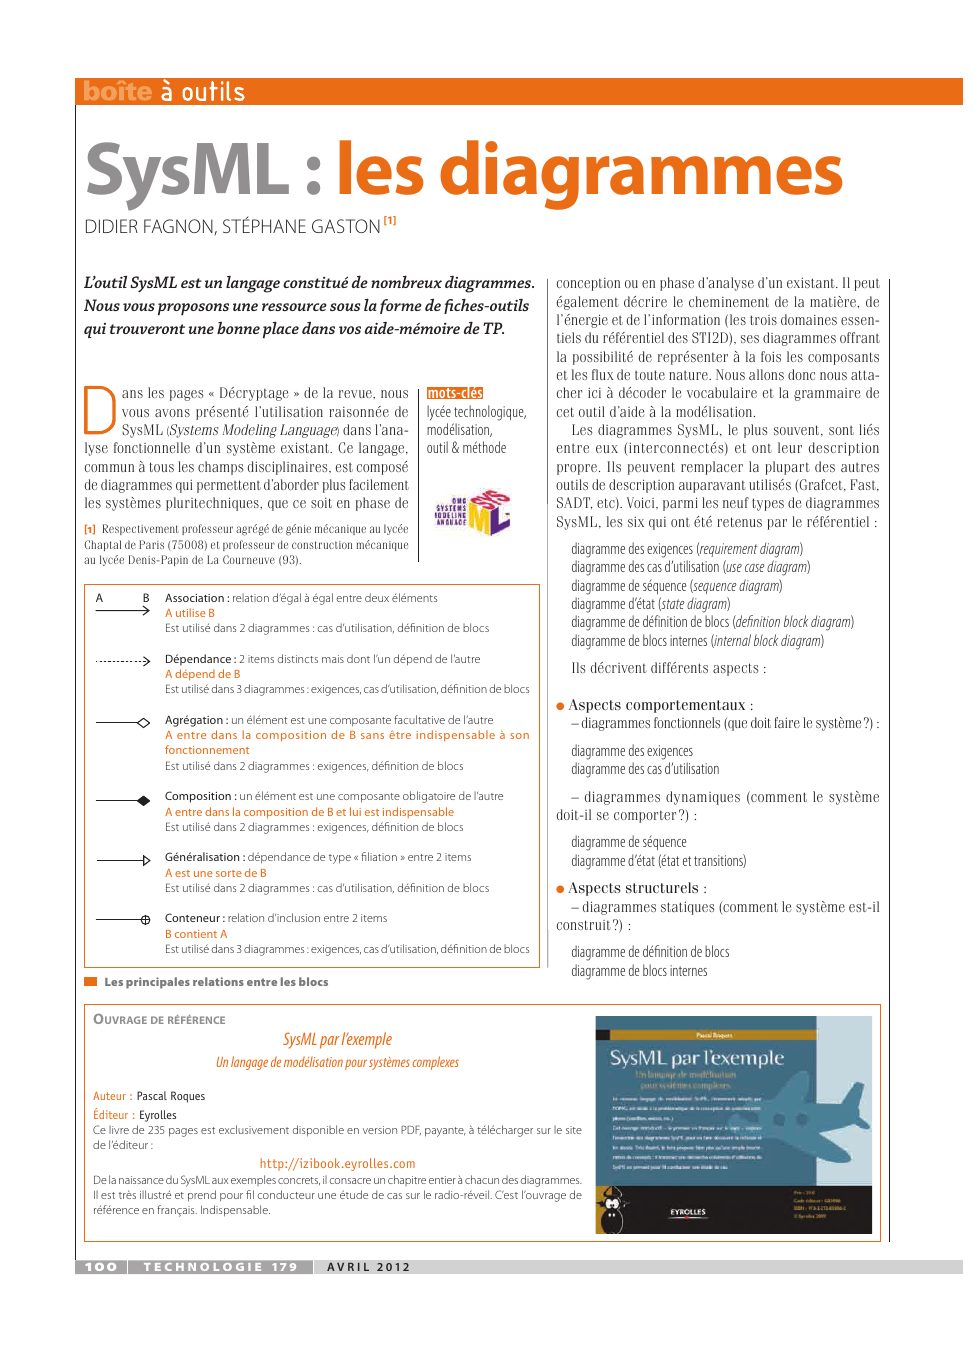 boîte à outils
SysML : les diagrammes
DIDIER FAGNON, STÉPHANE GASTON [1]
L’outil SysML est un langage constitué de nombreux diagrammes.
Nous vous proposons une ressource sous la forme de fiches-outils
qui trouveront une bonne place dans vos aide-mémoire de TP.
Dans les pages « Décryptage » de la revue, nous
vous avons présenté l’utilisation raisonnée de
SysML (Systems Modeling Language) dans l’ana-
lyse fonctionnelle d’un système existant. Ce langage,
commun à tous les champs disciplinaires, est composé
de diagrammes qui permettent d’aborder plus facilement
les systèmes pluritechniques, que ce soit en phase de
[1] Respectivement professeur agrégé de génie mécanique au lycée
Chaptal de Paris (75008) et professeur de construction mécanique
au lycée Denis-Papin de La Courneuve (93).
mots-clés
lycée technologique,
modélisation,
outil & méthode
OMG
SYSTEMS
MODELING
LANGUAGE
SysML
A B Association : relation d’égal à égal entre deux éléments
A utilise B
Est utilisé dans 2 diagrammes : cas d’utilisation, définition de blocs
Dépendance : 2 items distincts mais dont l’un dépend de l’autre
A dépend de B
Est utilisé dans 3 diagrammes : exigences, cas d’utilisation, définition de blocs
Agrégation : un élément est une composante facultative de l’autre
A entre dans la composition de B sans être indispensable à son
fonctionnement
Est utilisé dans 2 diagrammes : exigences, définition de blocs
Composition : un élément est une composante obligatoire de l’autre
A entre dans la composition de B et lui est indispensable
Est utilisé dans 2 diagrammes : exigences, définition de blocs
Généralisation : dépendance de type « filiation » entre 2 items
A est une sorte de B
Est utilisé dans 2 diagrammes : cas d’utilisation, définition de blocs
Conteneur : relation d’inclusion entre 2 items
B contient A
Est utilisé dans 3 diagrammes : exigences, cas d’utilisation, définition de blocs
Les principales relations entre les blocs
conception ou en phase d’analyse d’un existant. Il peut
également décrire le cheminement de la matière, de
l’énergie et de l’information (les trois domaines essen-
tiels du référentiel des STI2D), ses diagrammes offrant
la possibilité de représenter à la fois les composants
et les flux de toute nature. Nous allons donc nous atta-
cher ici à décoder le vocabulaire et la grammaire de
cet outil d’aide à la modélisation.
Les diagrammes SysML, le plus souvent, sont liés
entre eux (interconnectés) et ont leur description
propre. Ils peuvent remplacer la plupart des autres
outils de description auparavant utilisés (Grafcet, Fast,
SADT, etc). Voici, parmi les neuf types de diagrammes
SysML, les six qui ont été retenus par le référentiel :
diagramme des exigences (requirement diagram)
diagramme des cas d’utilisation (use case diagram)
diagramme de séquence (sequence diagram)
diagramme d’état (state diagram)
diagramme de définition de blocs (definition block diagram)
diagramme de blocs internes (internal block diagram)
Ils décrivent différents aspects :
● Aspects comportementaux :
– diagrammes fonctionnels (que doit faire le système ?) :
diagramme des exigences
diagramme des cas d’utilisation
– diagrammes dynamiques (comment le système
doit-il se comporter ?) :
diagramme de séquence
diagramme d’état (état et transitions)
● Aspects structurels :
– diagrammes statiques (comment le système est-il
construit ?) :
diagramme de définition de blocs
diagramme de blocs internes
OUVRAGE DE RÉFÉRENCE
SysML par l’exemple
Un langage de modélisation pour systèmes complexes
Auteur : Pascal Roques
Éditeur : Eyrolles
Ce livre de 235 pages est exclusivement disponible en version PDF, payante, à télécharger sur le site
de l’éditeur :
http://izibook.eyrolles.com
De la naissance du SysML aux exemples concrets, il consacre un chapitre entier à chacun des diagrammes.
Il est très illustré et prend pour fil conducteur une étude de cas sur le radio-réveil. C’est l’ouvrage de
référence en français. Indispensable.
Pascal Roques
SysML par l’exemple
Un langage de modélisation
pour systèmes complexes
EYROLLES
100 TECHNOLOGIE 179 AVRIL 2012